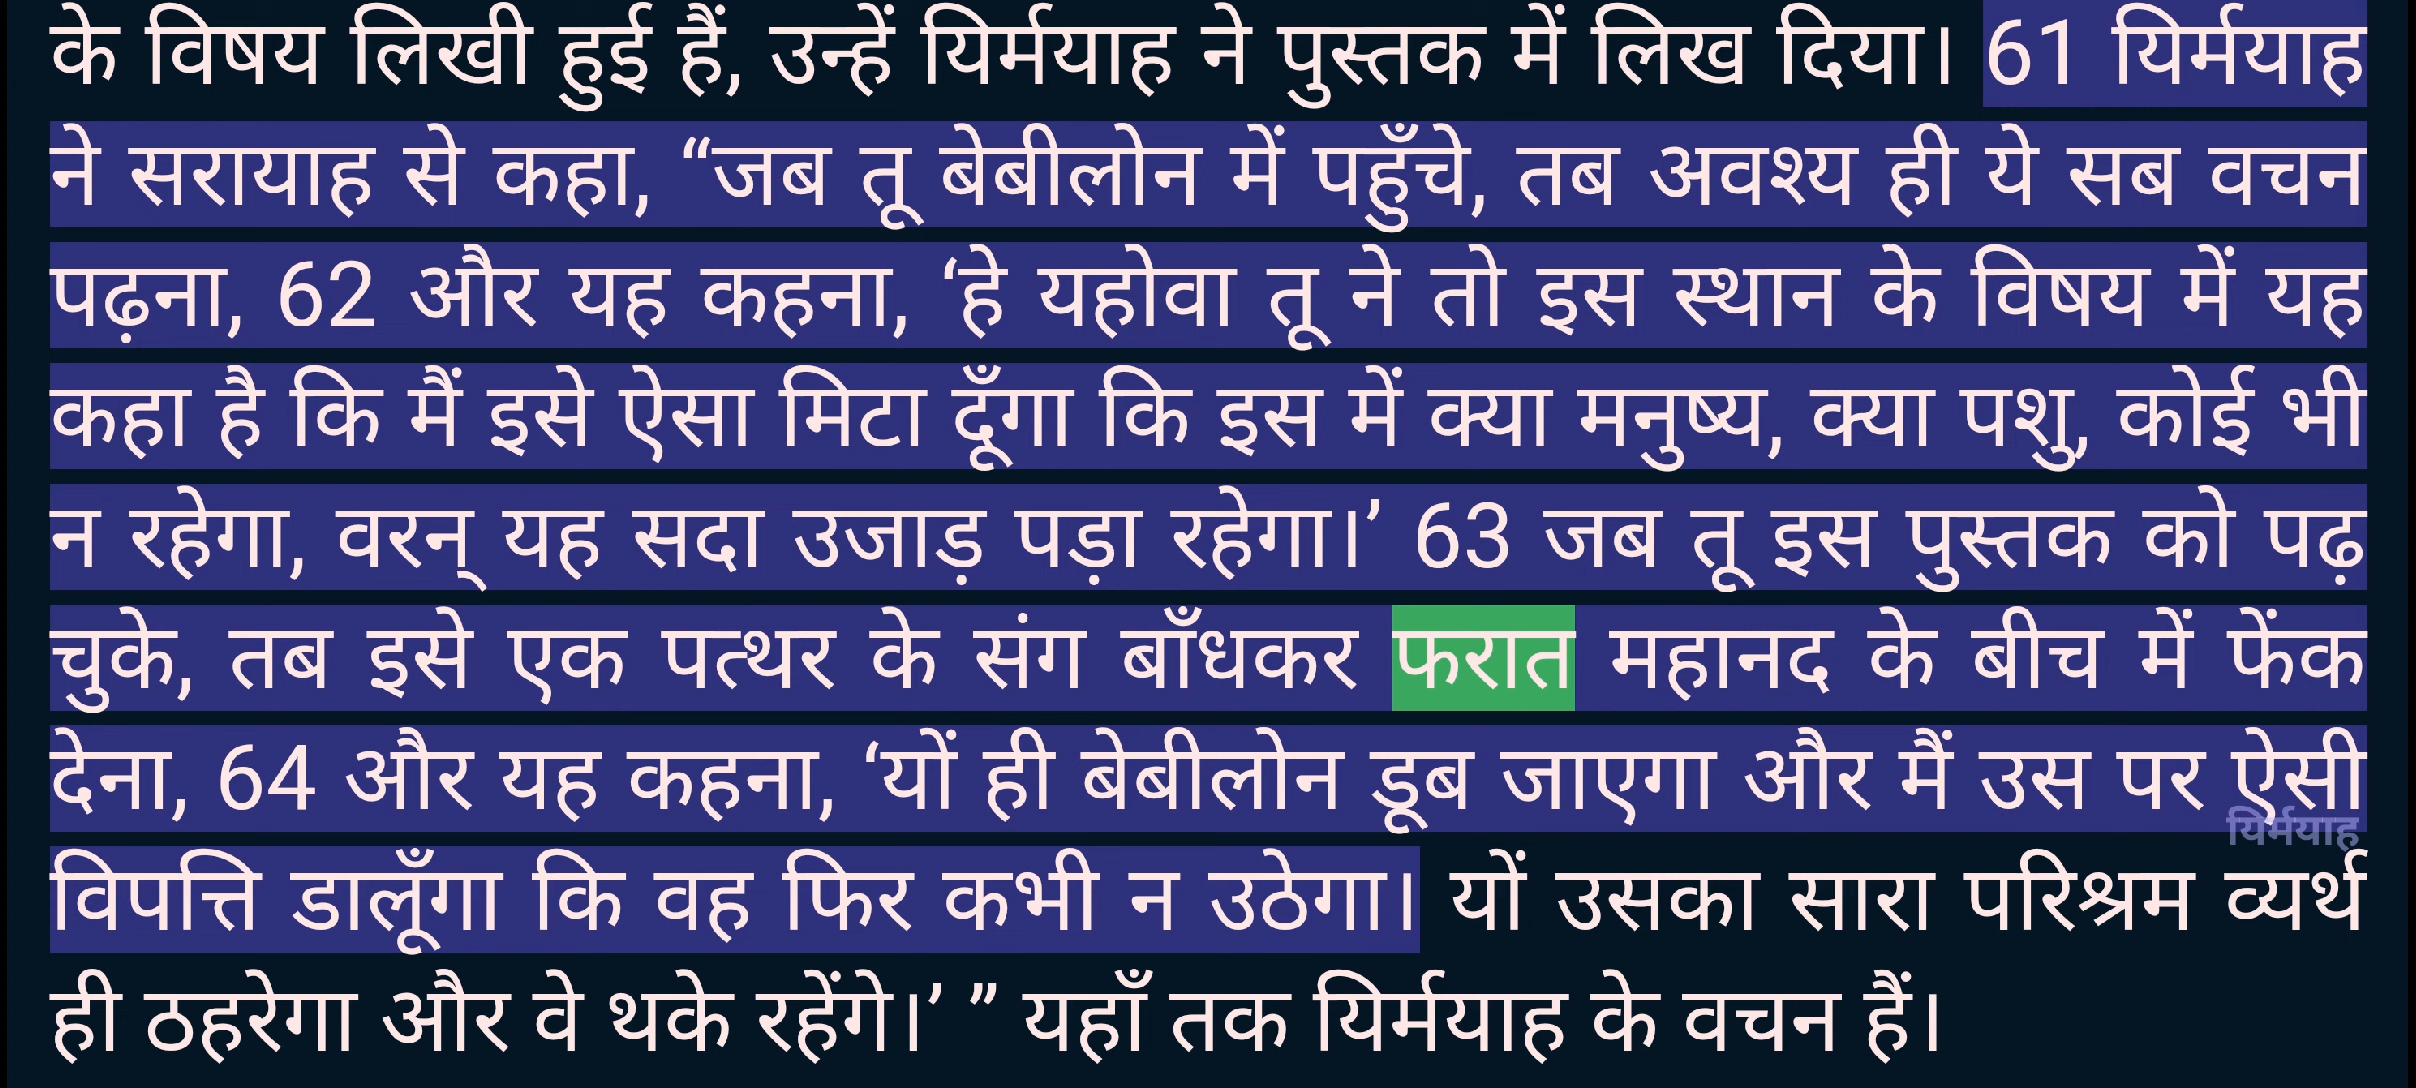 के विषय लिखी हुई हैं, उन्हें यिर्मयाह ने पुस्तक में लिख दिया। 61 यिर्मयाह
ने सरायाह से कहा, “जब तू बेबीलोन में पहुँचे, तब अवश्य ही ये सब वचन
पढ़ना, 62 और यह कहना, ‘हे यहोवा तू ने तो इस स्थान के विषय में यह
कहा है कि मैं इसे ऐसा मिटा दूँगा कि इस में क्या मनुष्य, क्या पशु, कोई भी
न रहेगा, वरन् यह सदा उजाड़ पड़ा रहेगा।’ 63 जब तू इस पुस्तक को पढ़
चुके, तब इसे एक पत्थर के संग बाँधकर फरात महानद के बीच में फेंक
देना, 64 और यह कहना, ‘यों ही बेबीलोन डूब जाएगा और मैं उस पर ऐसी
यिर्मयाह
विपत्ति डालूँगा कि वह फिर कभी न उठेगा। यों उसका सारा परिश्रम व्यर्थ
ही ठहरेगा और वे थके रहेंगे।’ ” यहाँ तक यिर्मयाह के वचन हैं।